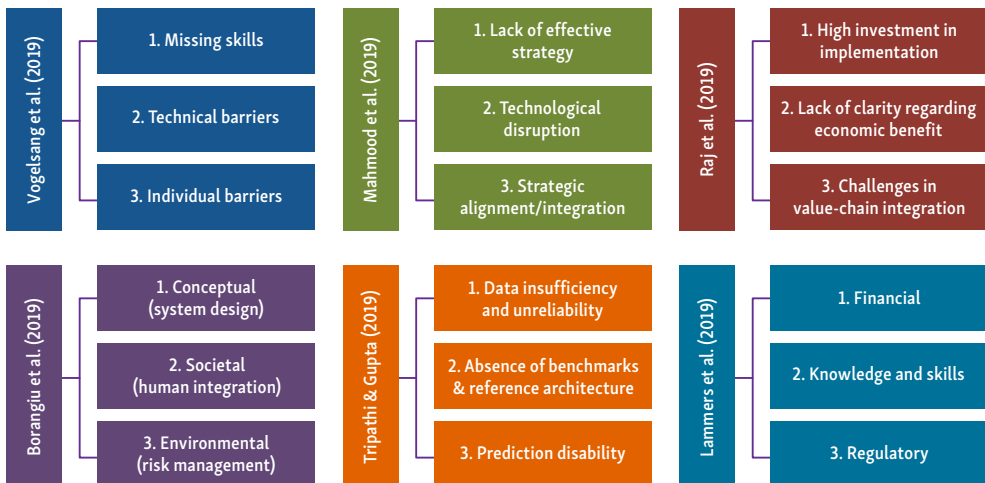 Vogelsang et al. (2019)
1. Missing skills
2. Technical barriers
3. Individual barriers
Mahmood et al. (2019)
1. Lack of effective
strategy
2. Technological
disruption
3. Strategic
alignment/integration
Raj et al. (2019)
1. High investment in
implementation
2. Lack of clarity regarding
economic benefit
3. Challenges in
value-chain integration
Borangiu et al. (2019)
1. Conceptual
(system design)
2. Societal
(human integration)
3. Environmental
(risk management)
Tripathi & Gupta (2019)
1. Data insufficiency
and unreliability
2. Absence of benchmarks
& reference architecture
3. Prediction disability
Lammers et al. (2019)
1. Financial
2. Knowledge and skills
3. Regulatory